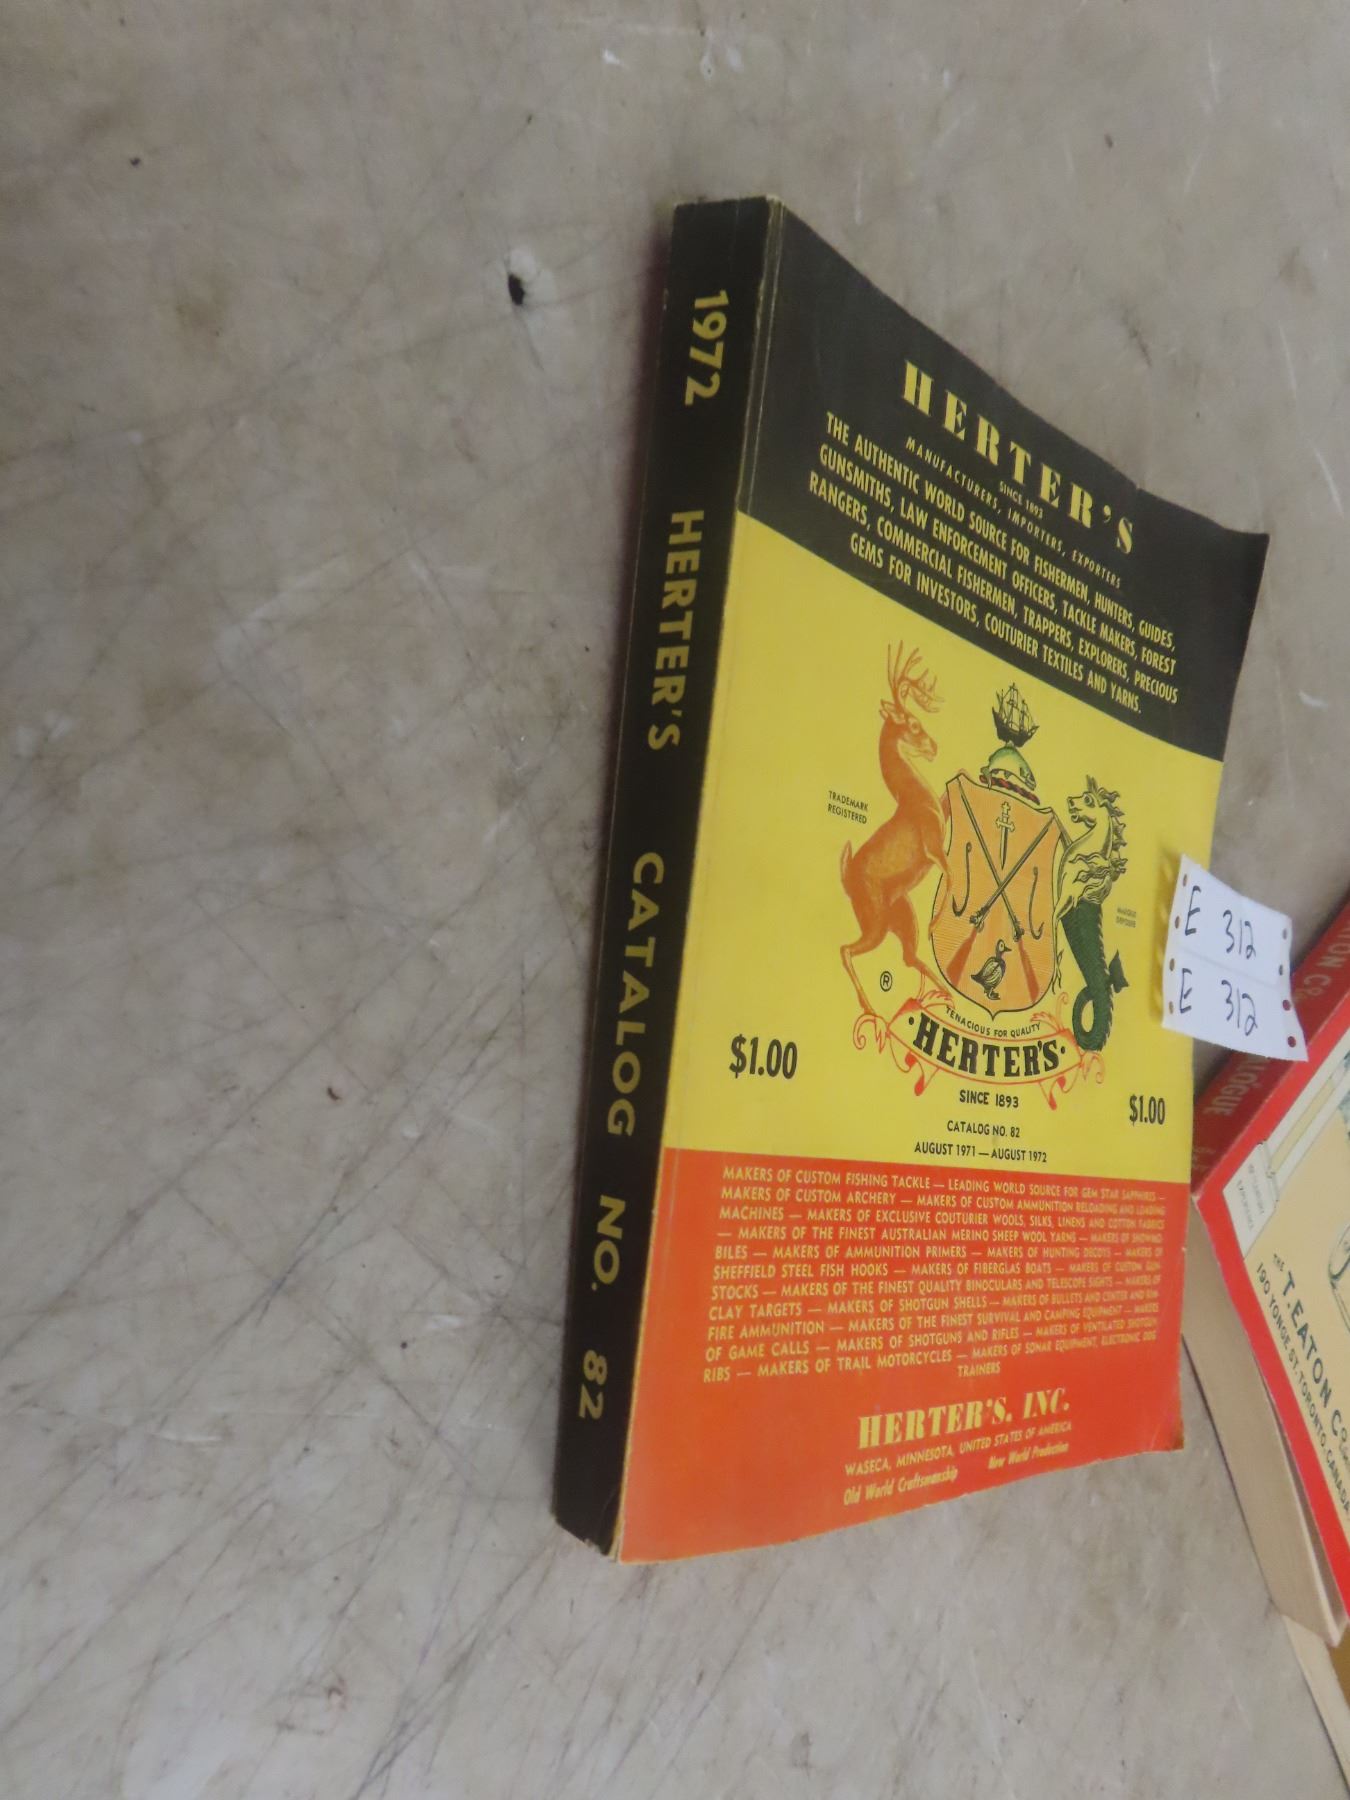 1972 HERTER'S CATALOG NO. 82
HERTER'S
SINCE 1893
MANUFACTURERS, IMPORTERS, EXPORTERS
THE AUTHENTIC WORLD SOURCE FOR FISHERMEN, HUNTERS, GUIDES,
GUNSMITHS, LAW ENFORCEMENT OFFICERS, TACKLE MAKERS, FOREST
RANGERS, COMMERCIAL FISHERMEN, TRAPPERS, EXPLORERS, PRECIOUS
GEMS FOR INVESTORS, COUTURIER TEXTILES AND YARNS.
TRADEMARK
REGISTERED
®
TENACIOUS FOR QUALITY
·HERTER'S·
SINCE 1893
$1.00
$1.00
CATALOG NO. 82
AUGUST 1971 — AUGUST 1972
MAKERS OF CUSTOM FISHING TACKLE — LEADING WORLD SOURCE FOR GEM STAR SAPPHIRES —
MAKERS OF CUSTOM ARCHERY — MAKERS OF CUSTOM AMMUNITION RELOADING AND LOADING
MACHINES — MAKERS OF EXCLUSIVE COUTURIER WOOLS, SILKS, LINENS AND COTTON FABRICS
— MAKERS OF THE FINEST AUSTRALIAN MERINO SHEEP WOOL YARNS — MAKERS OF SNOWMO-
BILES — MAKERS OF AMMUNITION PRIMERS — MAKERS OF HUNTING DECOYS — MAKERS OF
SHEFFIELD STEEL FISH HOOKS — MAKERS OF FIBERGLAS BOATS — MAKERS OF CUSTOM GUN-
STOCKS — MAKERS OF THE FINEST QUALITY BINOCULARS AND TELESCOPE SIGHTS — MAKERS OF
CLAY TARGETS — MAKERS OF SHOTGUN SHELLS — MAKERS OF BULLETS AND CENTER AND RIM
FIRE AMMUNITION — MAKERS OF THE FINEST SURVIVAL AND CAMPING EQUIPMENT — MAKERS
OF GAME CALLS — MAKERS OF SHOTGUNS AND RIFLES — MAKERS OF VENTILATED SHOTGUN
RIBS — MAKERS OF TRAIL MOTORCYCLES — MAKERS OF SONAR EQUIPMENT, ELECTRONIC DOG
TRAINERS
HERTER'S, INC.
WASECA, MINNESOTA, UNITED STATES OF AMERICA
Old World Craftsmanship New World Production
E 312
E 312
THE T. EATON CO
190 YONGE ST., TORONTO, CANADA